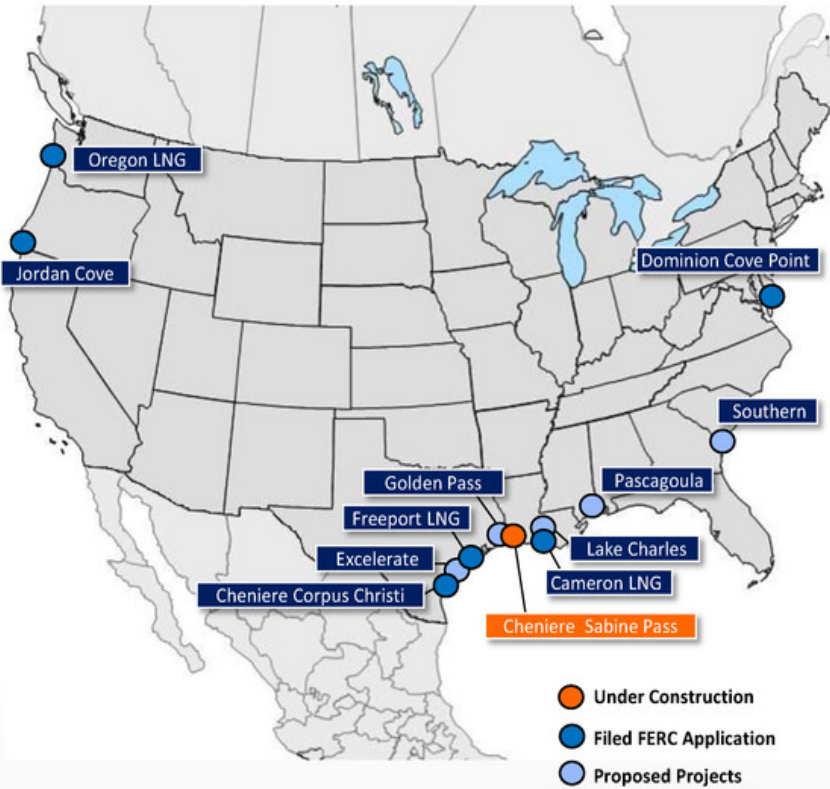 Oregon LNG
Jordan Cove
Dominion Cove Point
Southern
Golden Pass
Pascagoula
Freeport LNG
Excelerate
Lake Charles
Cameron LNG
Cheniere Corpus Christi
Cheniere Sabine Pass
Under Construction
Filed FERC Application
Proposed Projects